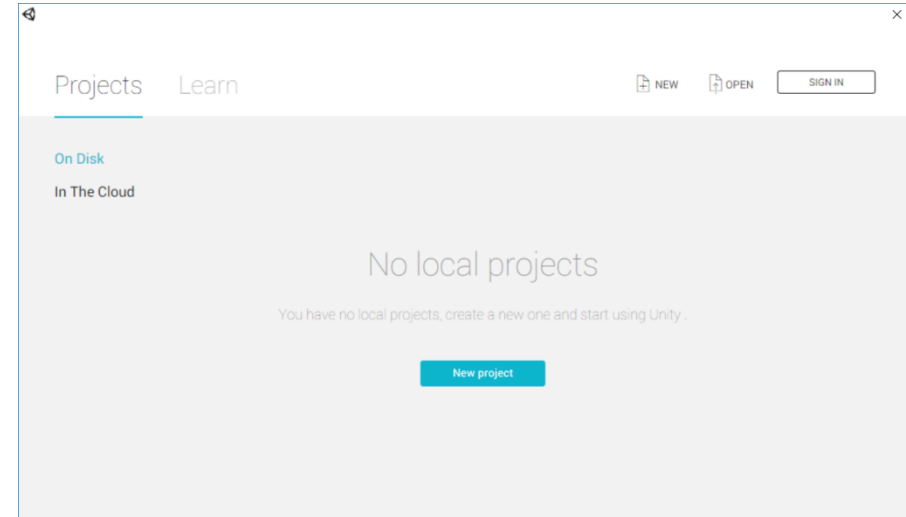 Projects Learn NEW OPEN SIGN IN
On Disk
In The Cloud
No local projects
You have no local projects, create a new one and start using Unity .
New project